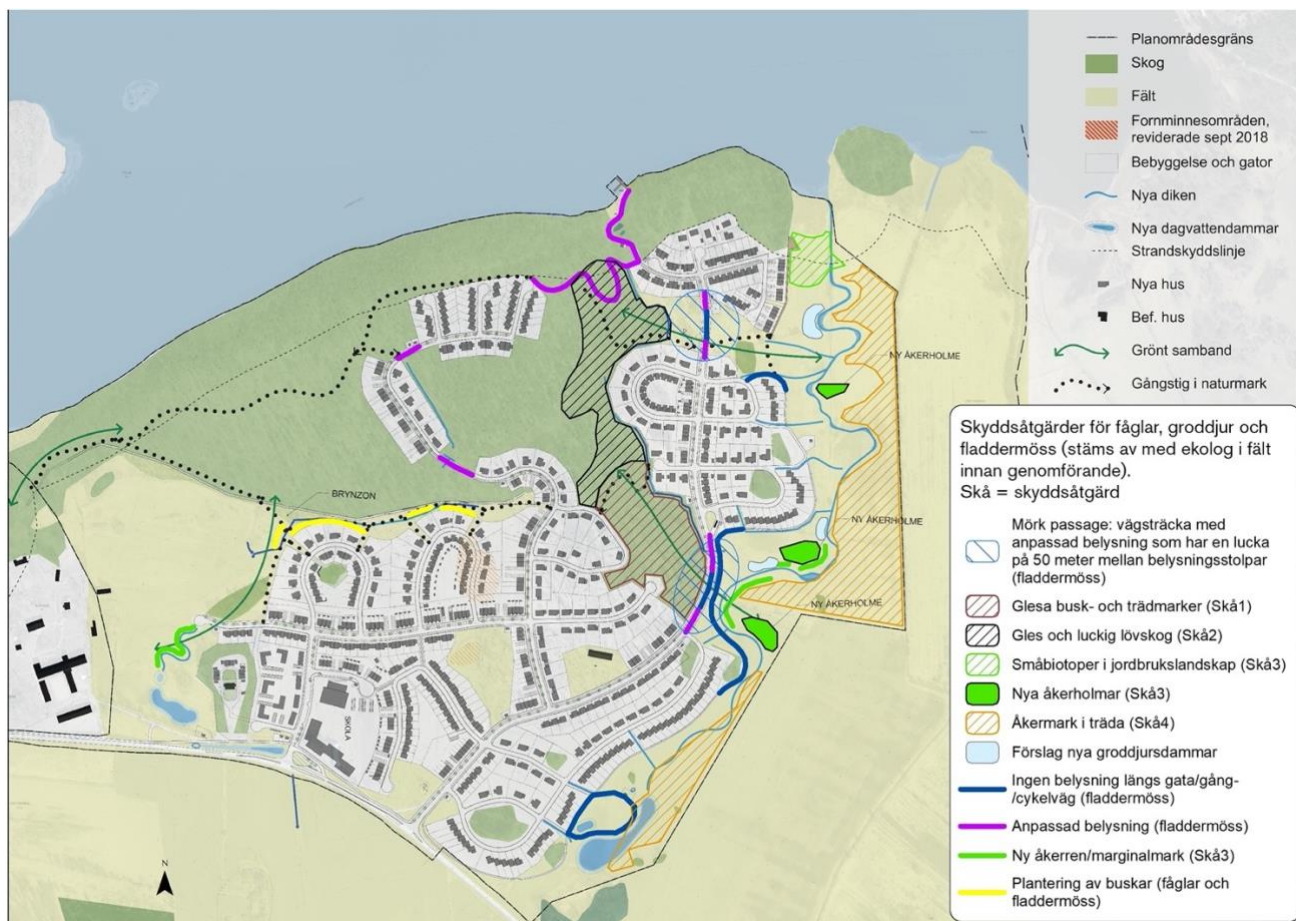 Planområdesgräns
Skog
Fält
Fornminnesområden,
reviderade sept 2018
Bebyggelse och gator
Nya diken
Nya dagvattendammar
Strandskyddslinje
Nya hus
Bef. hus
Grönt samband
Gångstig i naturmark
NY ÅKERHOLME
Skyddsåtgärder för fåglar, groddjur och
fladdermöss (stäms av med ekolog i fält
innan genomförande).
Skå = skyddsåtgärd
Mörk passage: vägsträcka med
anpassad belysning som har en lucka
på 50 meter mellan belysningsstolpar
(fladdermöss)
Glesa busk- och trädmarker (Skå1)
Gles och luckig lövskog (Skå2)
Småbiotoper i jordbrukslandskap (Skå3)
Nya åkerholmar (Skå3)
Åkermark i träda (Skå4)
Förslag nya groddjursdammar
Ingen belysning längs gata/gång-
/cykelväg (fladdermöss)
Anpassad belysning (fladdermöss)
Ny åkerren/marginalmark (Skå3)
Plantering av buskar (fåglar och
fladdermöss)
BRYNZON
NY ÅKERHOLME
NY ÅKERHOLME
SKOLA
N